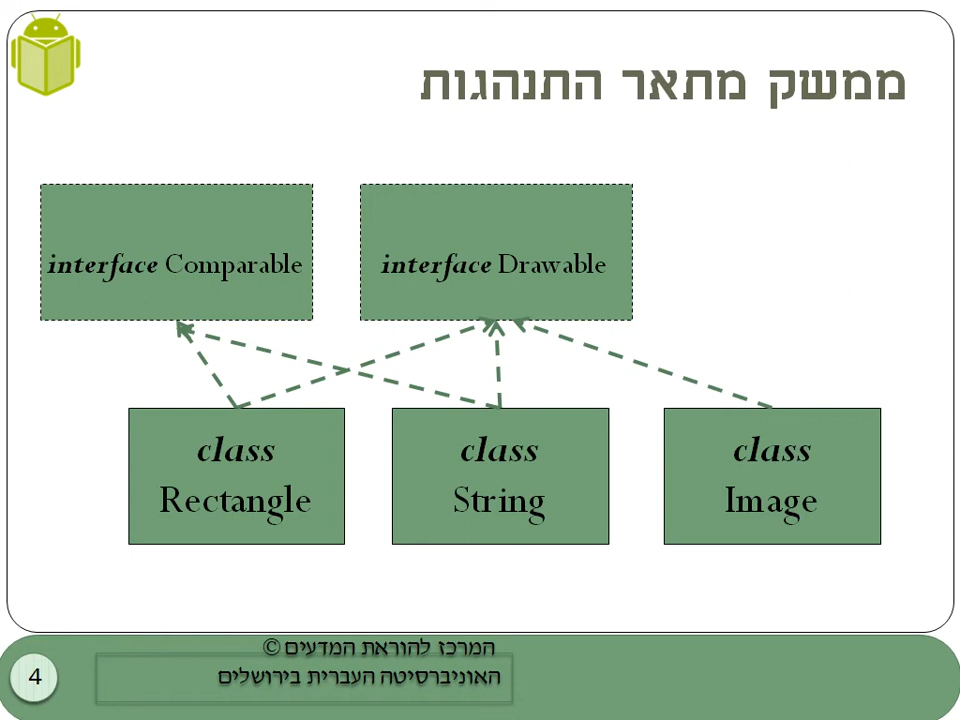 ממשק מתאר התנהגות
interface Comparable
interface Drawable
class
Rectangle
class
String
class
Image
המרכז להוראת המדעים ©
האוניברסיטה העברית בירושלים
4